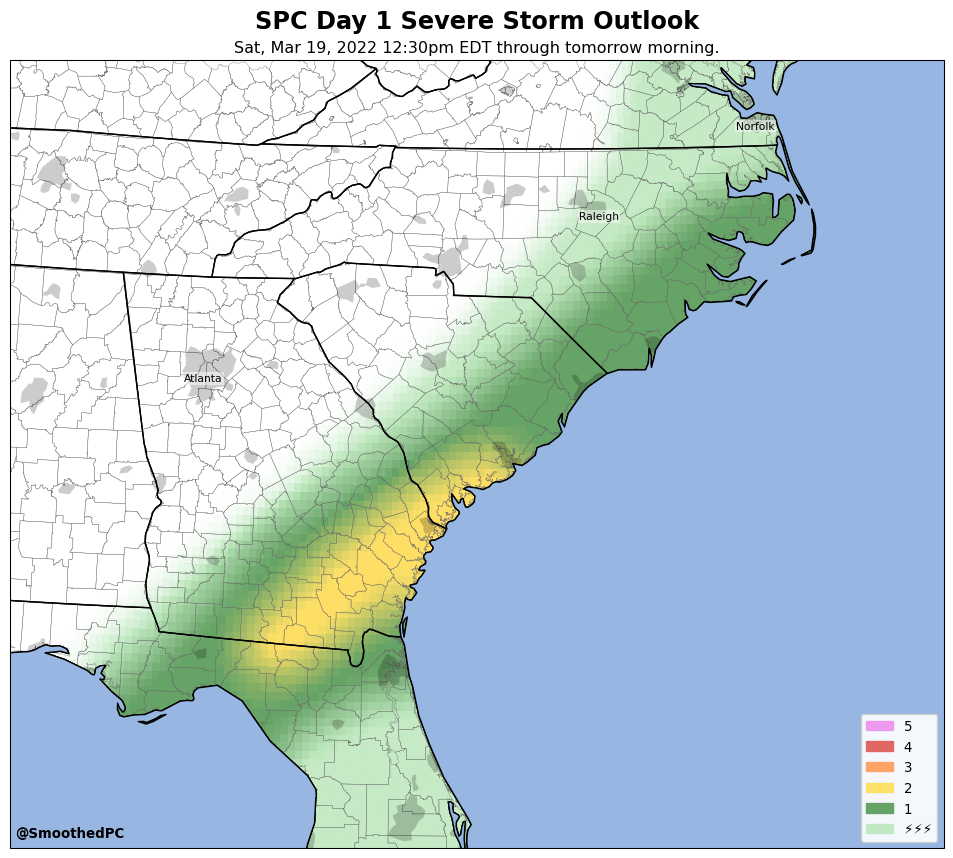 SPC Day 1 Severe Storm Outlook
Sat, Mar 19, 2022 12:30pm EDT through tomorrow morning.
Norfolk
Raleigh
Atlanta
5
4
3
2
1
⚡⚡⚡
@SmoothedPC